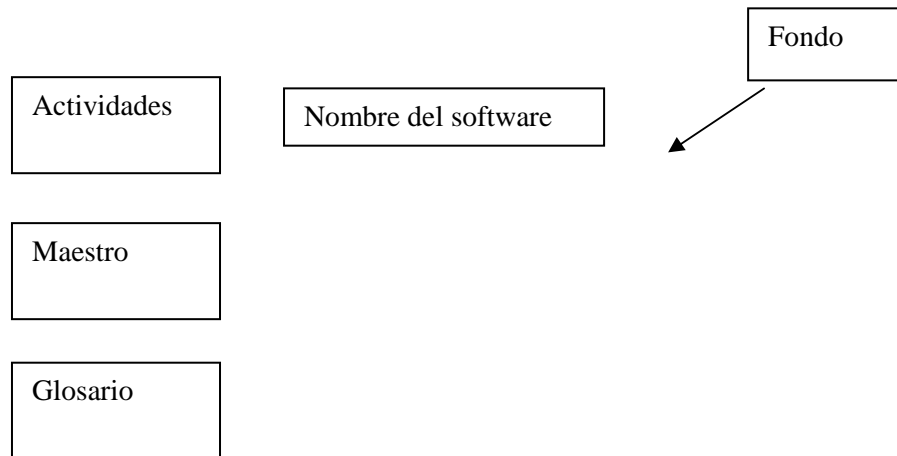 Fondo
Actividades
Nombre del software
Maestro
Glosario